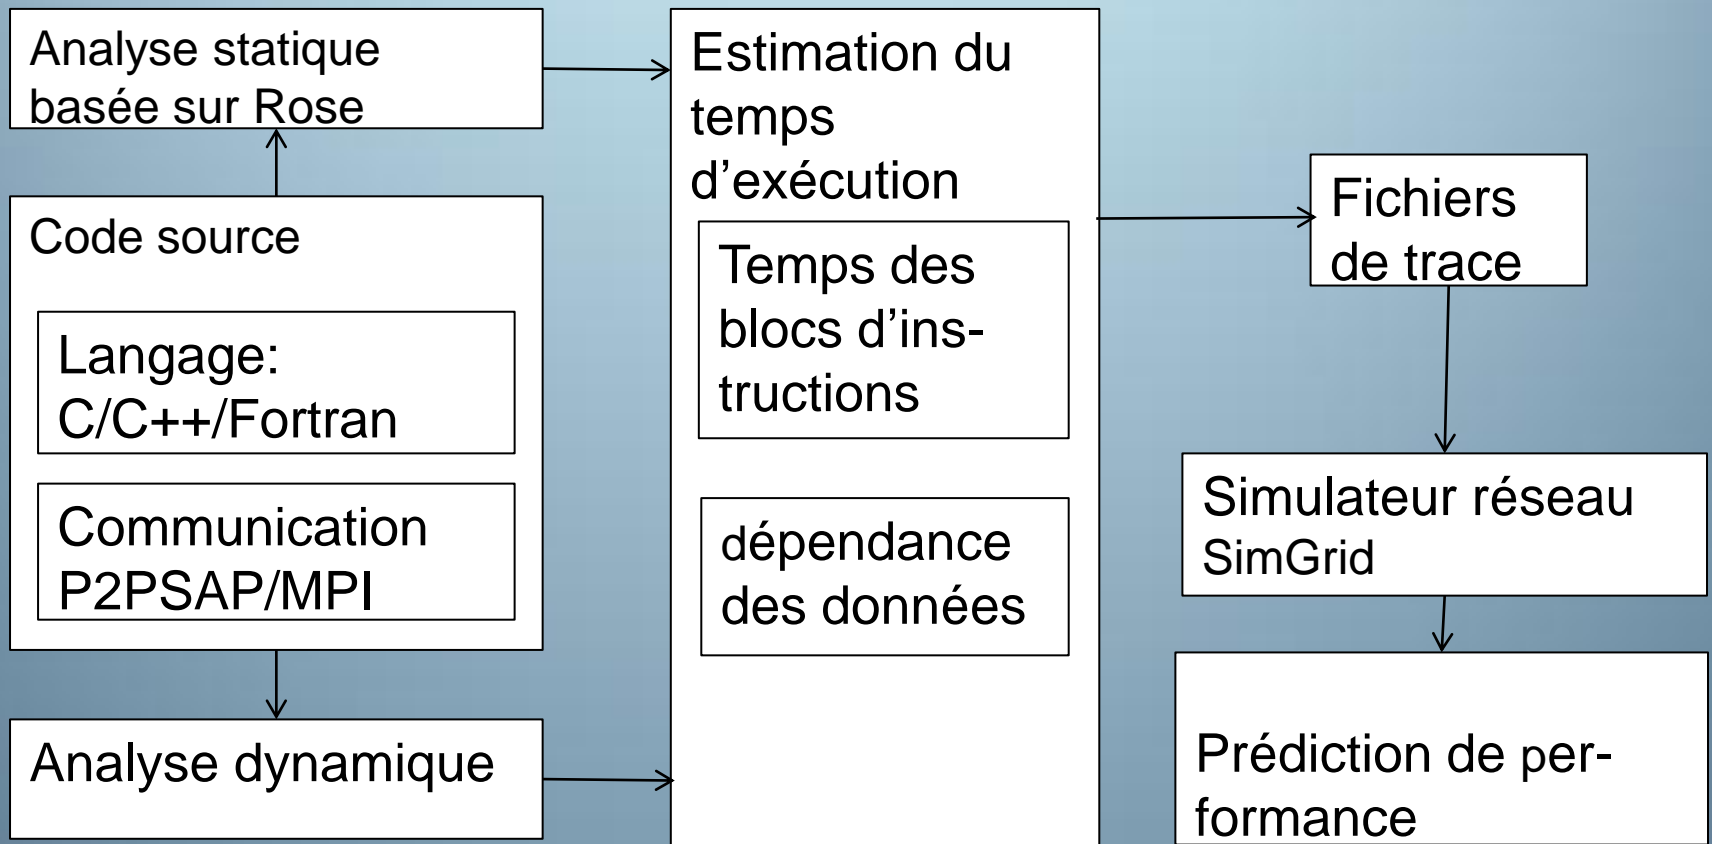 Analyse statique
basée sur Rose
Code source
Langage:
C/C++/Fortran
Communication
P2PSAP/MPI
Analyse dynamique
Estimation du
temps
d’exécution
Temps des
blocs d’ins-
tructions
dépendance
des données
Fichiers
de trace
Simulateur réseau
SimGrid
Prédiction de per-
formance